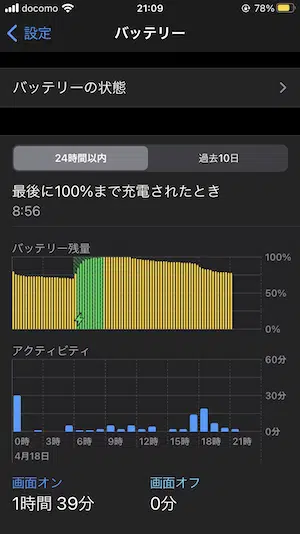 docomo 21:09 78%
設定 バッテリー
バッテリーの状態
24時間以内 過去10日
最後に100%まで充電されたとき
8:56
バッテリー残量
100%
50%
0%
アクティビティ
60分
30分
0分
0時 3時 6時 9時 12時 15時 18時 21時
4月18日
画面オン 画面オフ
1時間 39分 0分